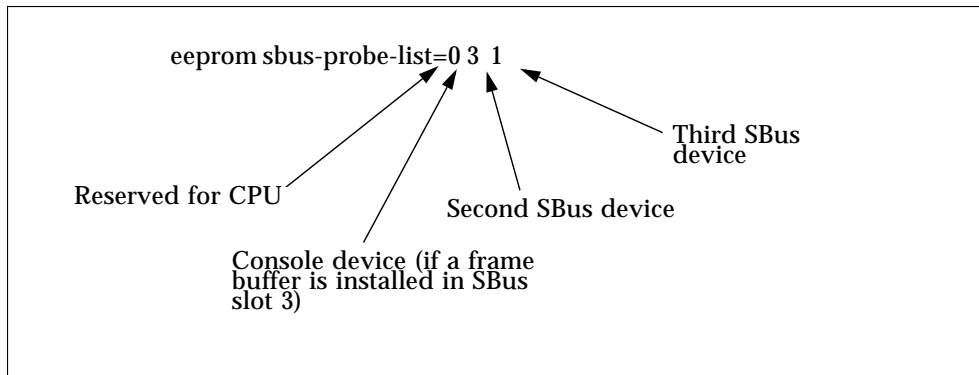 eeprom sbus-probe-list=0 3 1
Third SBus
device
Reserved for CPU
Second SBus device
Console device (if a frame
buffer is installed in SBus
slot 3)